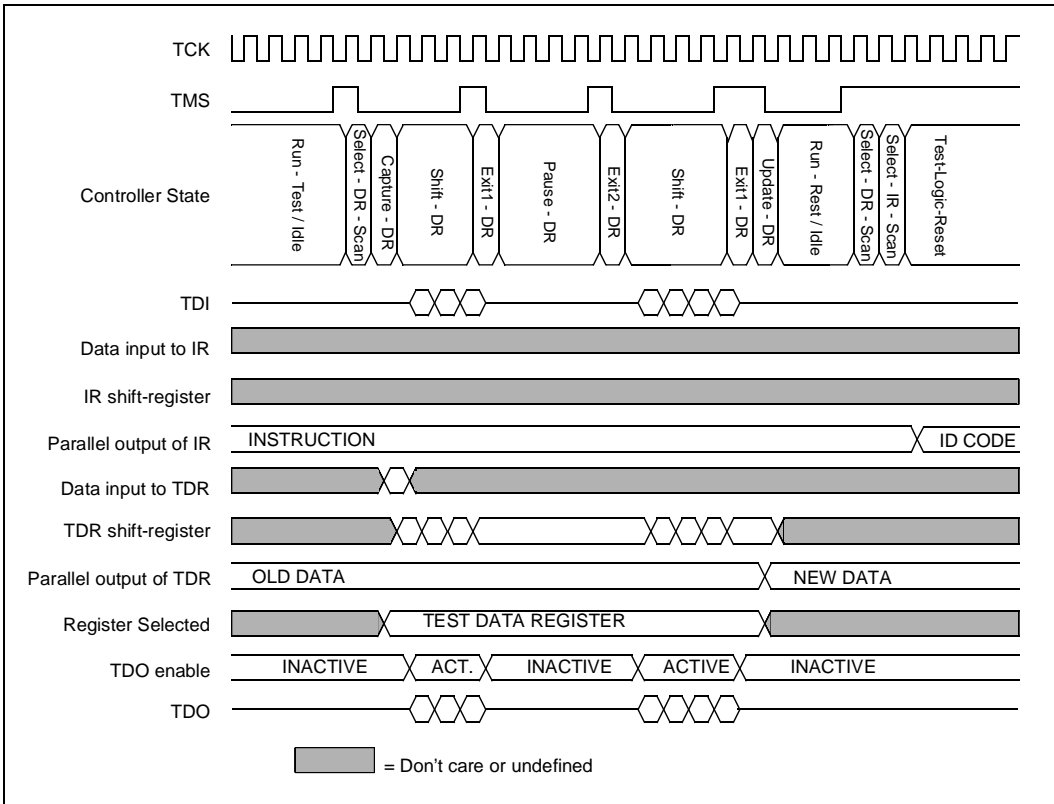 TCK
TMS
Controller State
Run - Test / Idle
Select - DR - Scan
Capture - DR
Shift - DR
Exit1 - DR
Pause - DR
Exit2 - DR
Shift - DR
Exit1 - DR
Update - DR
Run - Rest / Idle
Select - DR - Scan
Select - IR - Scan
Test-Logic-Reset
TDI
Data input to IR
IR shift-register
Parallel output of IR
INSTRUCTION
ID CODE
Data input to TDR
TDR shift-register
Parallel output of TDR
OLD DATA
NEW DATA
Register Selected
TEST DATA REGISTER
TDO enable
INACTIVE
ACT.
INACTIVE
ACTIVE
INACTIVE
TDO
= Don't care or undefined